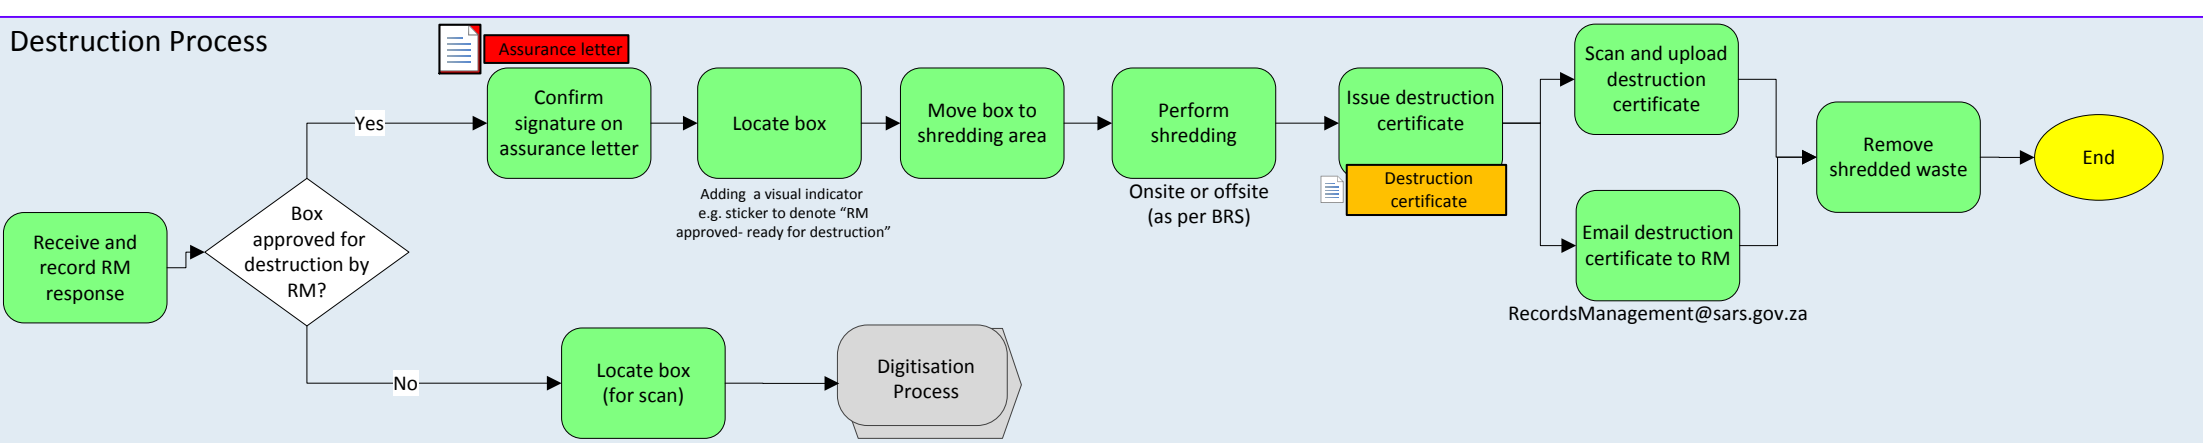 Destruction Process
Assurance letter
Receive and
record RM
response
Box
approved for
destruction by
RM?
Yes
Confirm
signature on
assurance letter
Locate box
Adding  a visual indicator
e.g. sticker to denote “RM
approved- ready for destruction”
Move box to
shredding area
Perform
shredding
Onsite or offsite
(as per BRS)
Issue destruction
certificate
Destruction
certificate
Scan and upload
destruction
certificate
Email destruction
certificate to RM
RecordsManagement@sars.gov.za
Remove
shredded waste
End
No
Locate box
(for scan)
Digitisation
Process